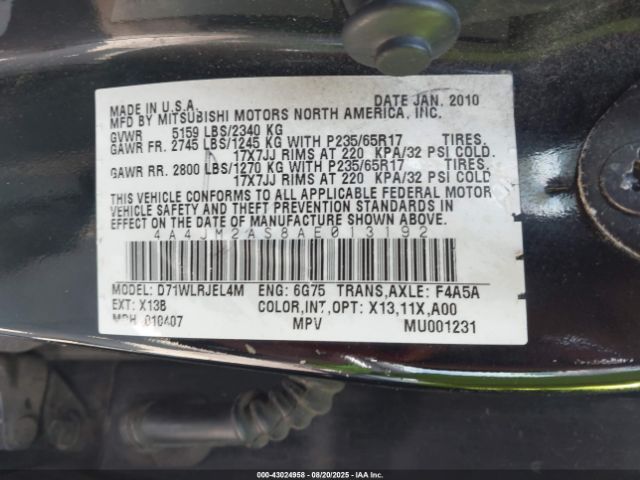 MADE IN U.S.A. DATE JAN. 2010
MFD BY MITSUBISHI MOTORS NORTH AMERICA, INC.
GVWR 5159 LBS/2340 KG
GAWR FR. 2745 LBS/1245 KG WITH P235/65R17 TIRES,
17X7JJ RIMS AT 220 KPA/32 PSI COLD.
GAWR RR. 2800 LBS/1270 KG WITH P235/65R17 TIRES,
17X7JJ RIMS AT 220 KPA/32 PSI COLD
THIS VEHICLE CONFORMS TO ALL APPLICABLE FEDERAL MOTOR
VEHICLE SAFETY AND THEFT PREVENTION STANDARDS IN
EFFECT ON THE DATE OF MANUFACTURE SHOWN ABOVE.
4A4JM2AS8AE013192
MODEL: D71WLRJEL4M ENG: 6G75 TRANS,AXLE: F4A5A
EXT: X13B COLOR,INT,OPT: X13,11X,A00
MPH 010407 MPV MU001231
000-43024958 - 08/20/2025 - COPYRIGHT IAA, LLC.